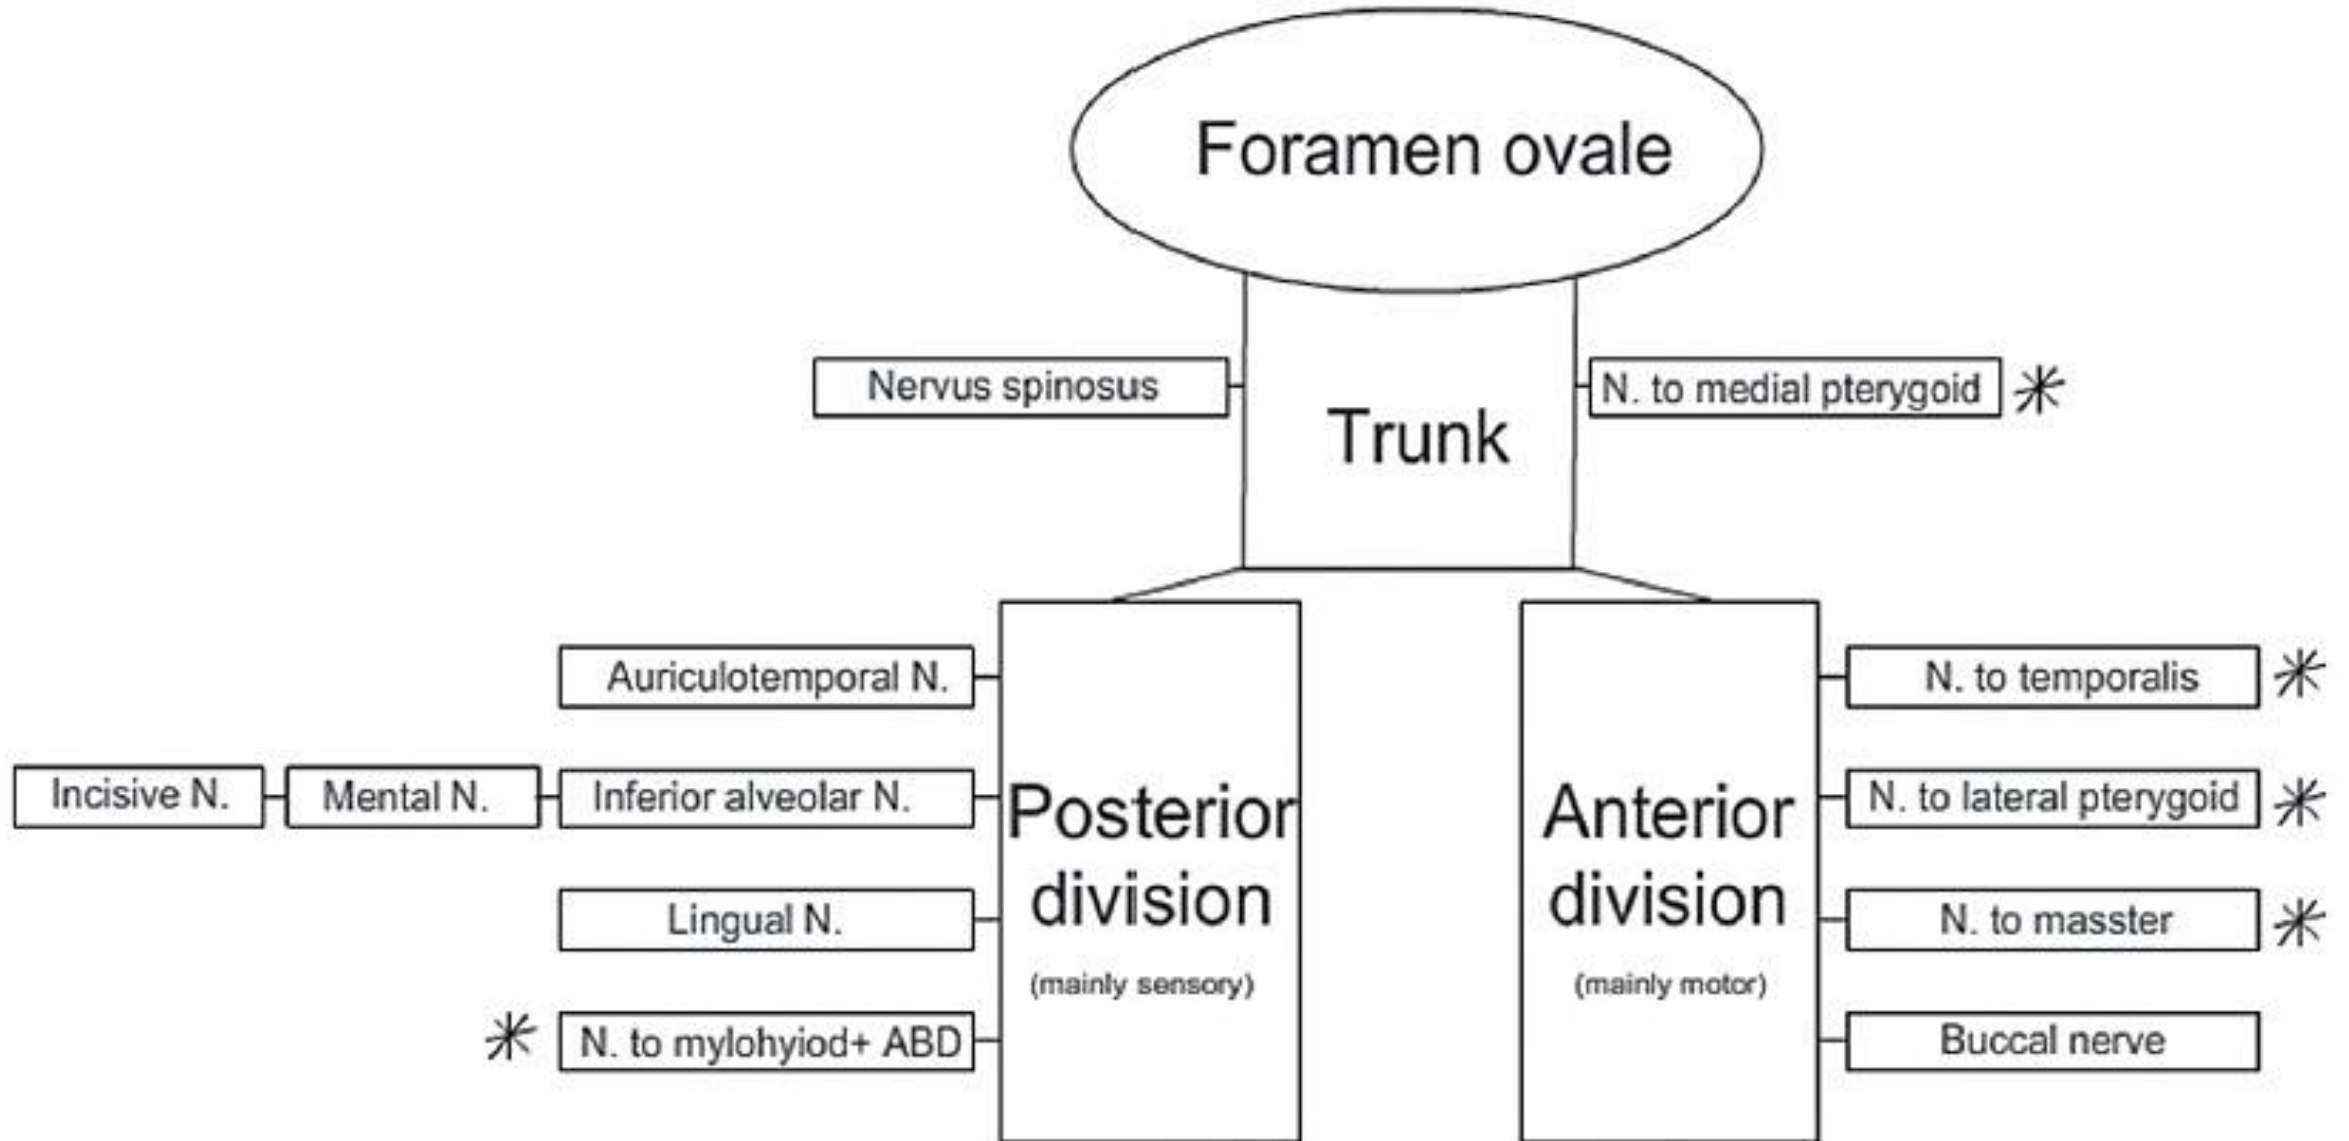 Foramen ovale
Nervus spinosus
N. to medial pterygoid
Trunk
Auriculotemporal N.
N. to temporalis
Incisive N.
Mental N.
Inferior alveolar N.
N. to lateral pterygoid
Posterior
division
(mainly sensory)
Anterior
division
(mainly motor)
Lingual N.
N. to masster
N. to mylohyiod+ ABD
Buccal nerve